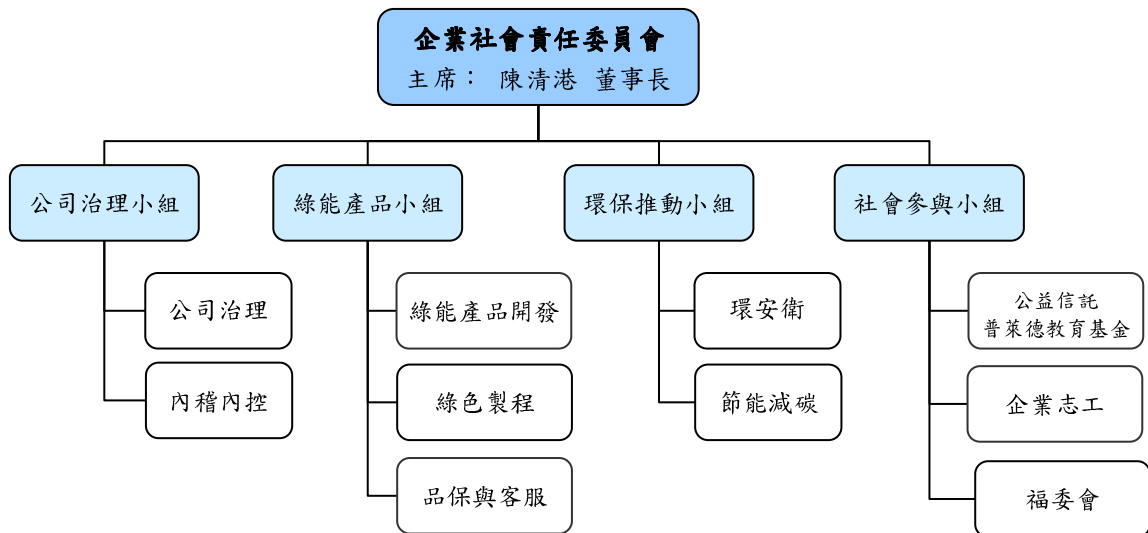 企業社會責任委員會
主席： 陳清港 董事長
公司治理小組
綠能產品小組
環保推動小組
社會參與小組
公司治理
綠能產品開發
環安衛
公益信託
普萊德教育基金
內稽內控
綠色製程
節能減碳
企業志工
品保與客服
福委會